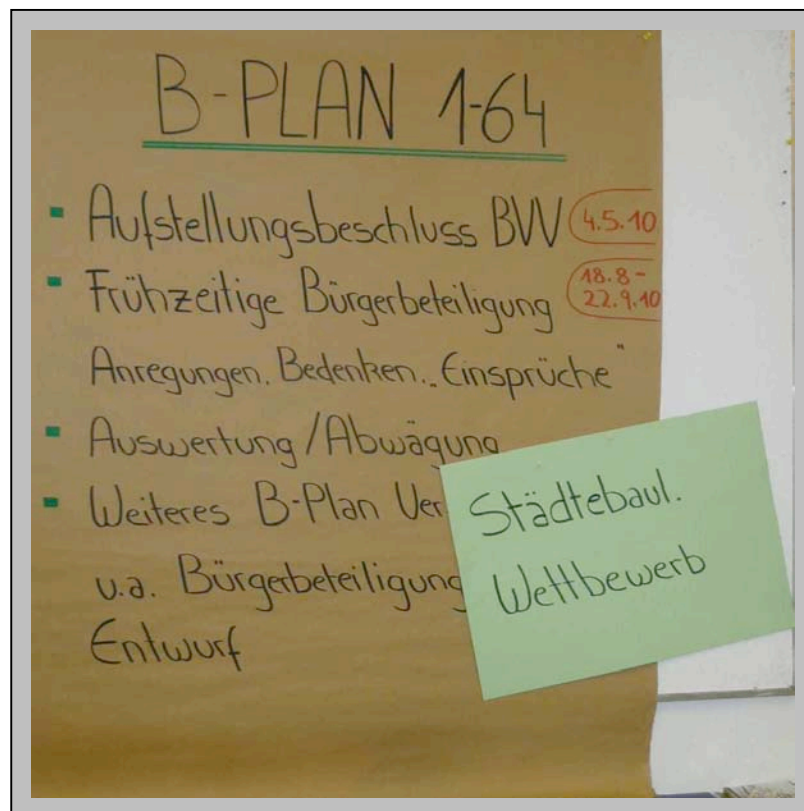 B-PLAN 1-64
Aufstellungsbeschluss BVV 4.5.10
Frühzeitige Bürgerbeteiligung 18.8-
22.9.10
Anregungen, Bedenken, „Einsprüche"
Auswertung / Abwägung
Weiteres B-Plan Ver
u.a. Bürgerbeteiligung
Entwurf
Städtebaul.
Wettbewerb